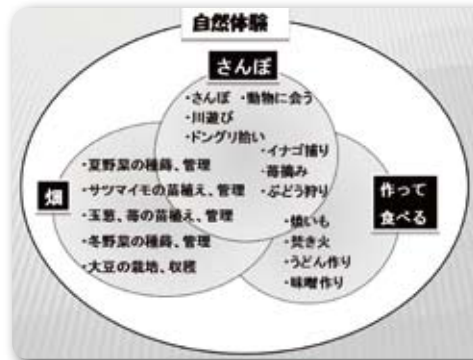 自然体験
さんぽ
・さんぽ ・動物に会う
・川遊び
・ドングリ拾い
・イナゴ捕り
・苺摘み
・ぶどう狩り
畑
・夏野菜の種蒔、管理
・サツマイモの苗植え、管理
・玉葱、苺の苗植え、管理
・冬野菜の種蒔、管理
・大豆の栽培、収穫
作って
食べる
・焼いも
・焚き火
・うどん作り
・味噌作り